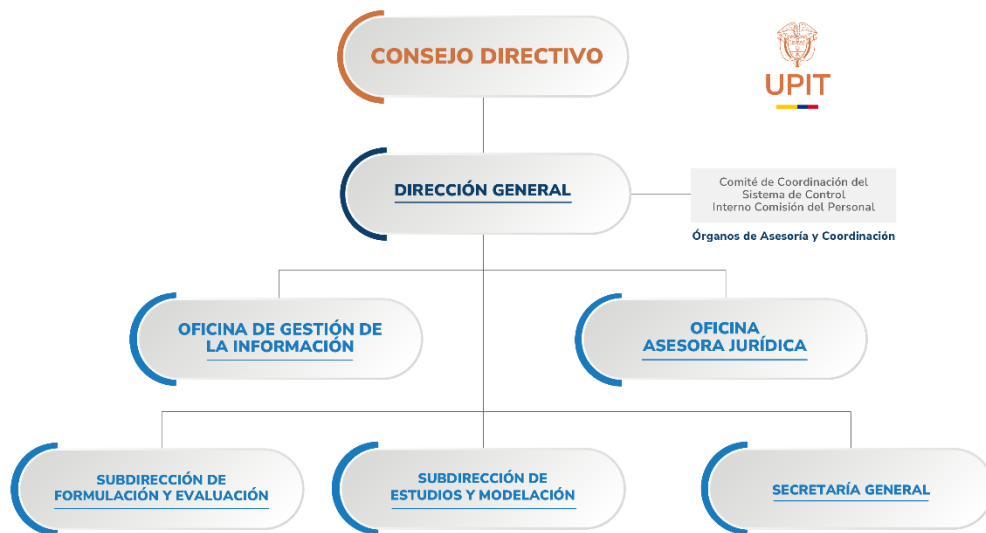 CONSEJO DIRECTIVO
UPIT
DIRECCIÓN GENERAL
Comité de Coordinación del
Sistema de Control
Interno Comisión del Personal
Órganos de Asesoría y Coordinación
OFICINA DE GESTIÓN DE
LA INFORMACIÓN
OFICINA
ASESORA JURÍDICA
SUBDIRECCIÓN DE
FORMULACIÓN Y EVALUACIÓN
SUBDIRECCIÓN DE
ESTUDIOS Y MODELACIÓN
SECRETARÍA GENERAL